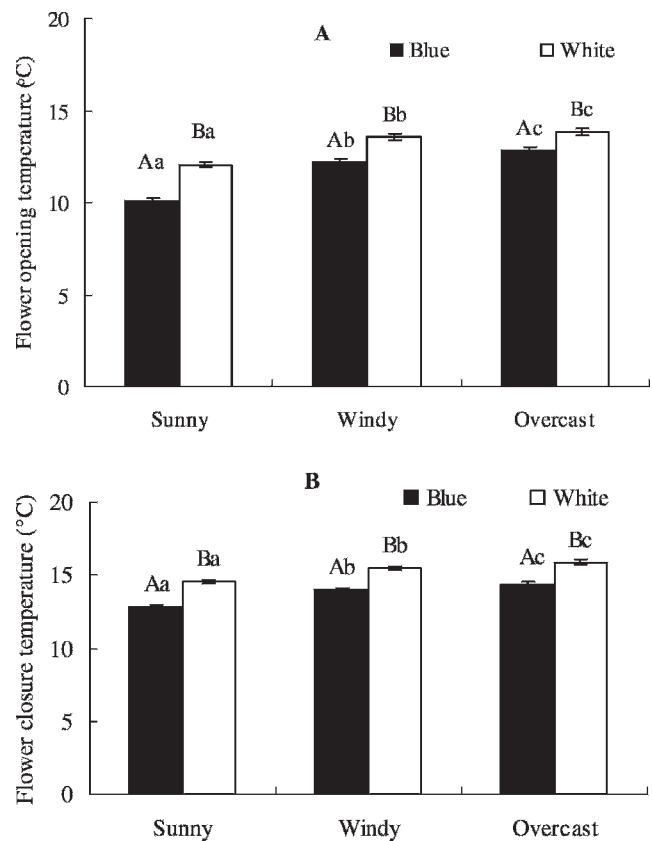 A
Blue White
20
15
10
5
0
Flower opening temperature (°C)
Aa Ba Ab Bb Ac Bc
Sunny Windy Overcast
B
Blue White
20
15
10
5
0
Flower closure temperature (°C)
Aa Ba Ab Bb Ac Bc
Sunny Windy Overcast